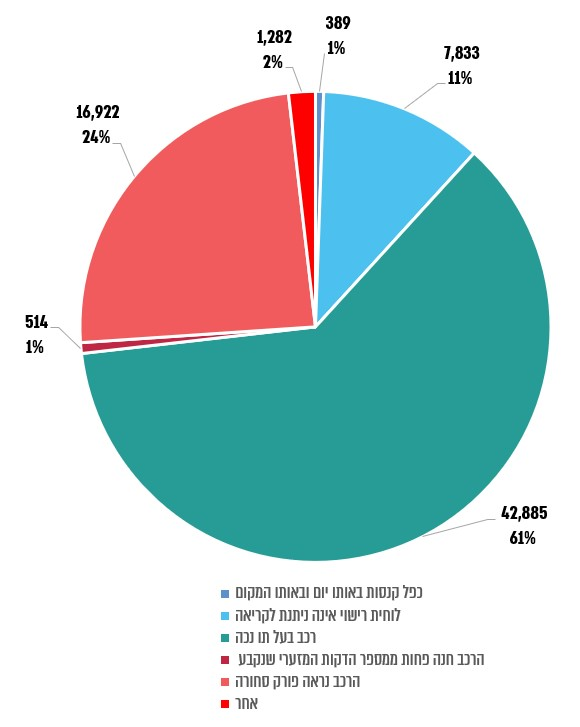 389
1%
1,282
2%
7,833
11%
16,922
24%
514
1%
42,885
61%
כפל קנסות באותו יום ובאותו המקום
לוחית רישוי אינה ניתנת לקריאה
רכב בעל תו נכה
הרכב חנה פחות ממספר הדקות המזערי שנקבע
הרכב נראה פורק סחורה
אחר